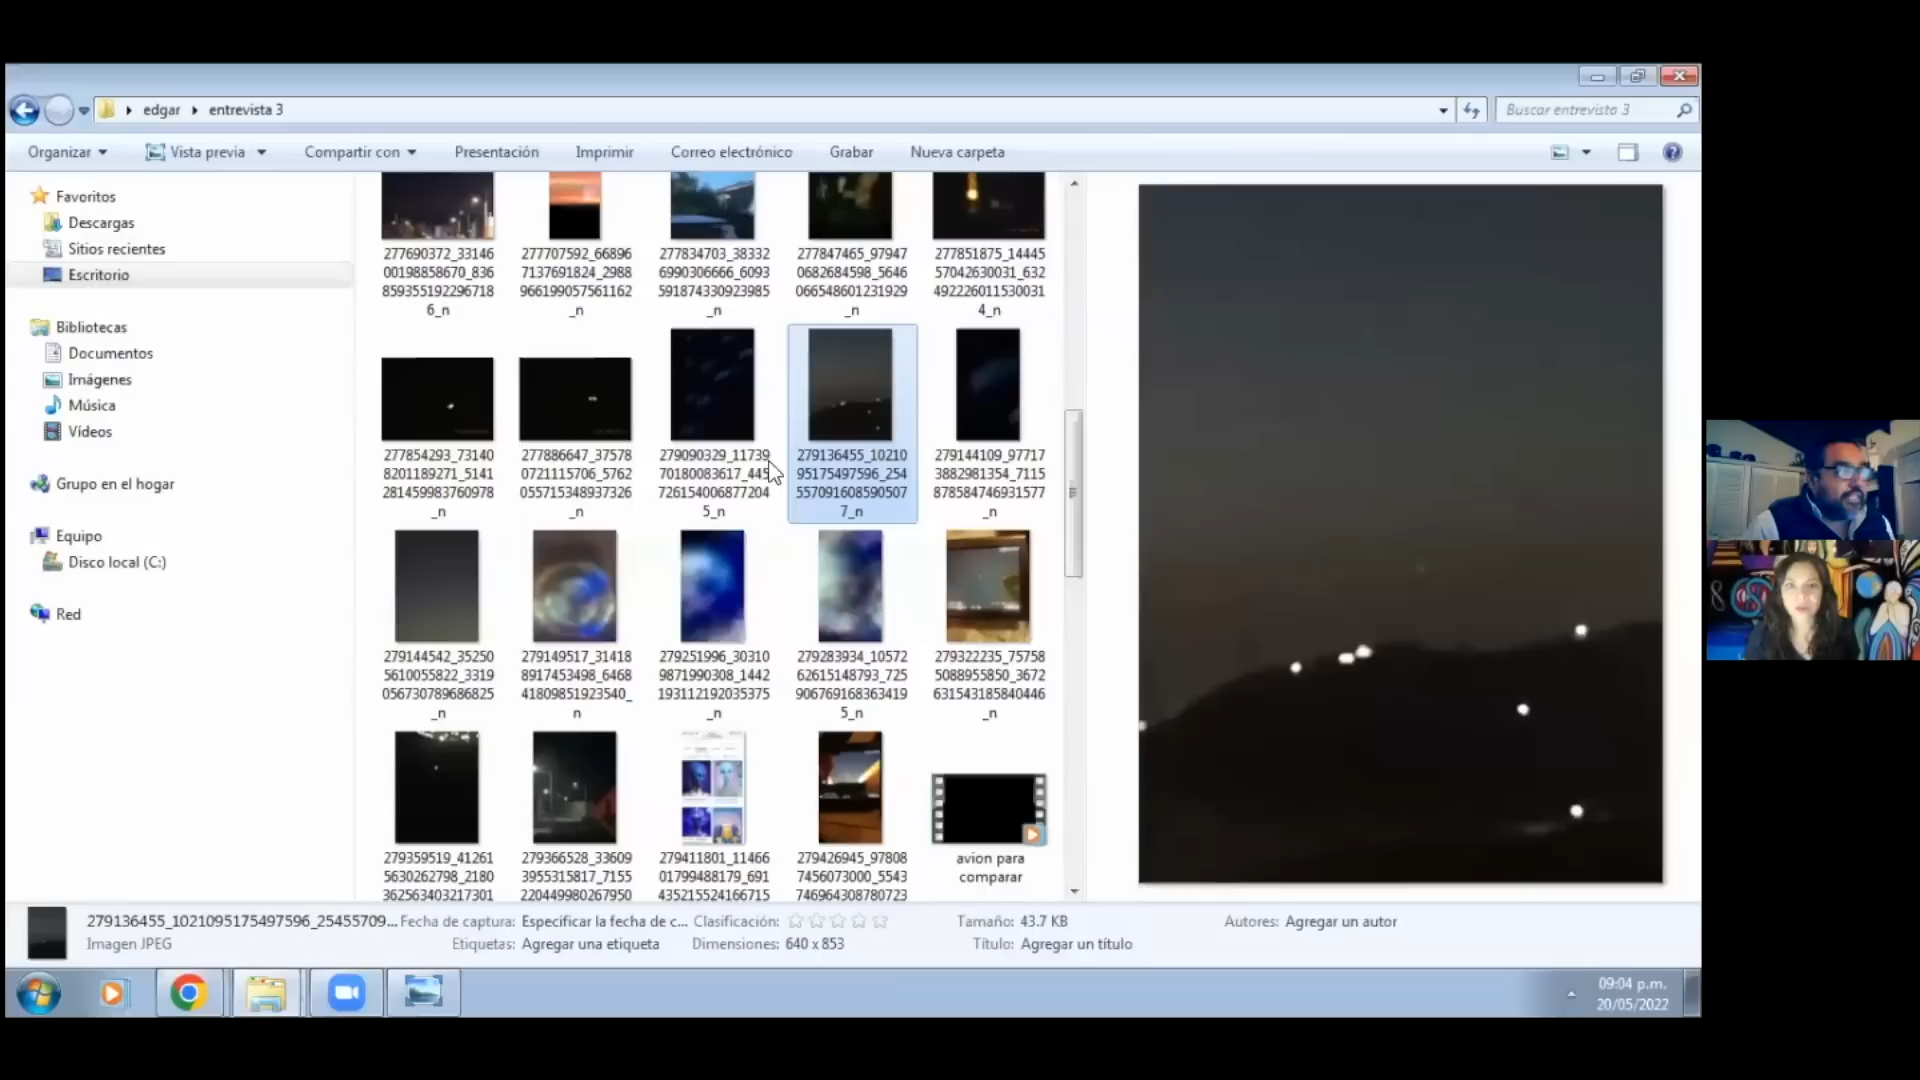 edgar entrevista 3
Buscar entrevista 3
Organizar Vista previa Compartir con Presentación Imprimir Correo electrónico Grabar Nueva carpeta
Favoritos
Descargas
Sitios recientes
Escritorio
Bibliotecas
Documentos
Imágenes
Música
Vídeos
Grupo en el hogar
Equipo
Disco local (C:)
Red
277690372_33146
00198858670_836
859355192296718
6_n
277707592_66896
7137691824_2988
966199057561162
_n
277834703_38332
6990306666_6093
591874330923985
_n
277847465_97947
0682684598_5646
066548601231929
_n
277851875_14445
57042630031_632
492226011530031
4_n
277854293_73140
8201189271_5141
281459983760978
_n
277886647_37578
0721115706_5762
055715348937326
_n
279090329_11739
70180083617_445
726154006877204
5_n
279136455_10210
95175497596_254
557091608590507
7_n
279144109_97717
3882981354_7115
878584746931577
_n
279144542_35250
5610055822_3319
056730789686825
_n
279149517_31418
8917453498_6468
41809851923540_
n
279251996_30310
9871990308_1442
193112192035375
_n
279283934_10572
62615148793_725
906769168363419
5_n
279322235_75758
5088955850_3672
631543185840446
_n
279359519_41261
5630262798_2180
362563403217301
279366528_33609
3955315817_7155
220449980267950
279411801_11466
01799488179_691
435215524166715
279426945_97808
7456073000_5543
746964308780723
avion para
comparar
279136455_1021095175497596_25455709... Fecha de captura: Especificar la fecha de c... Clasificación: Tamaño: 43.7 KB Autores: Agregar un autor
Imagen JPEG Etiquetas: Agregar una etiqueta Dimensiones: 640 x 853 Título: Agregar un título
09:04 p.m.
20/05/2022